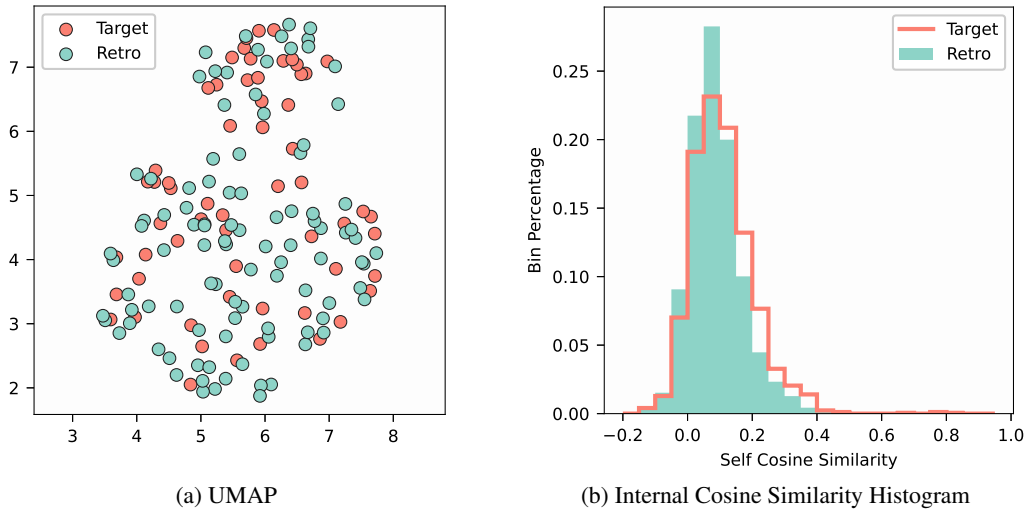 Target
Retro
7
6
5
4
3
2
3 4 5 6 7 8
(a) UMAP
Target
Retro
Bin Percentage
0.25
0.20
0.15
0.10
0.05
0.00
−0.2 0.0 0.2 0.4 0.6 0.8 1.0
Self Cosine Similarity
(b) Internal Cosine Similarity Histogram